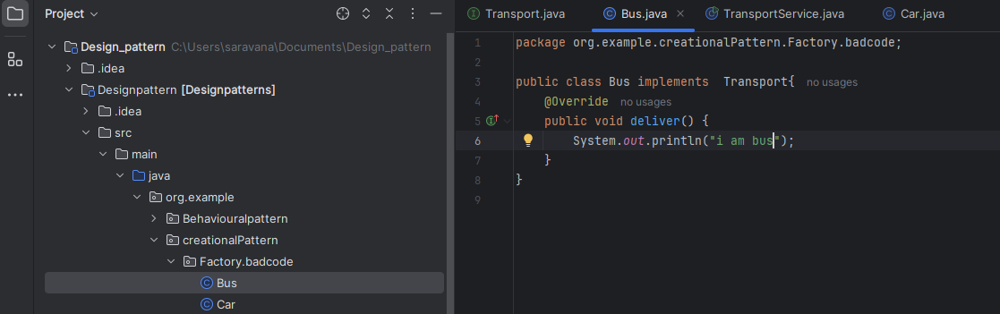 Project
Design_pattern C:\Users\saravana\Documents\Design_pattern
.idea
Designpattern [Designpatterns]
.idea
src
main
java
org.example
Behaviouralpattern
creationalPattern
Factory.badcode
Bus
Car
Transport.java Bus.java TransportService.java Car.java
1 package org.example.creationalPattern.Factory.badcode;
2
3 public class Bus implements  Transport{ no usages
4     @Override no usages
5     public void deliver() {
6         System.out.println("i am bus");
7     }
8 }
9